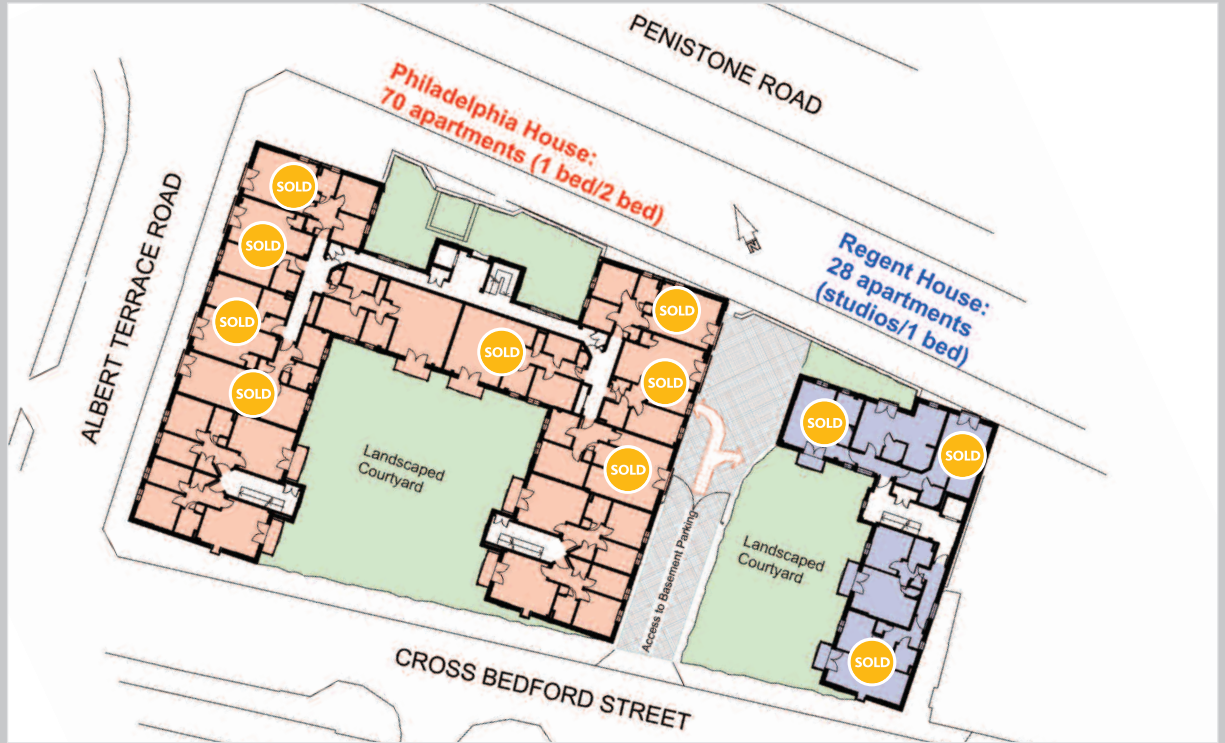 PENISTONE ROAD
Philadelphia House:
70 apartments (1 bed/2 bed)
Regent House:
28 apartments
(studios/1 bed)
ALBERT TERRACE ROAD
SOLD
SOLD
SOLD
SOLD
SOLD
SOLD
SOLD
SOLD
SOLD
SOLD
SOLD
N
Landscaped
Courtyard
Landscaped
Courtyard
Access to Basement Parking
CROSS BEDFORD STREET